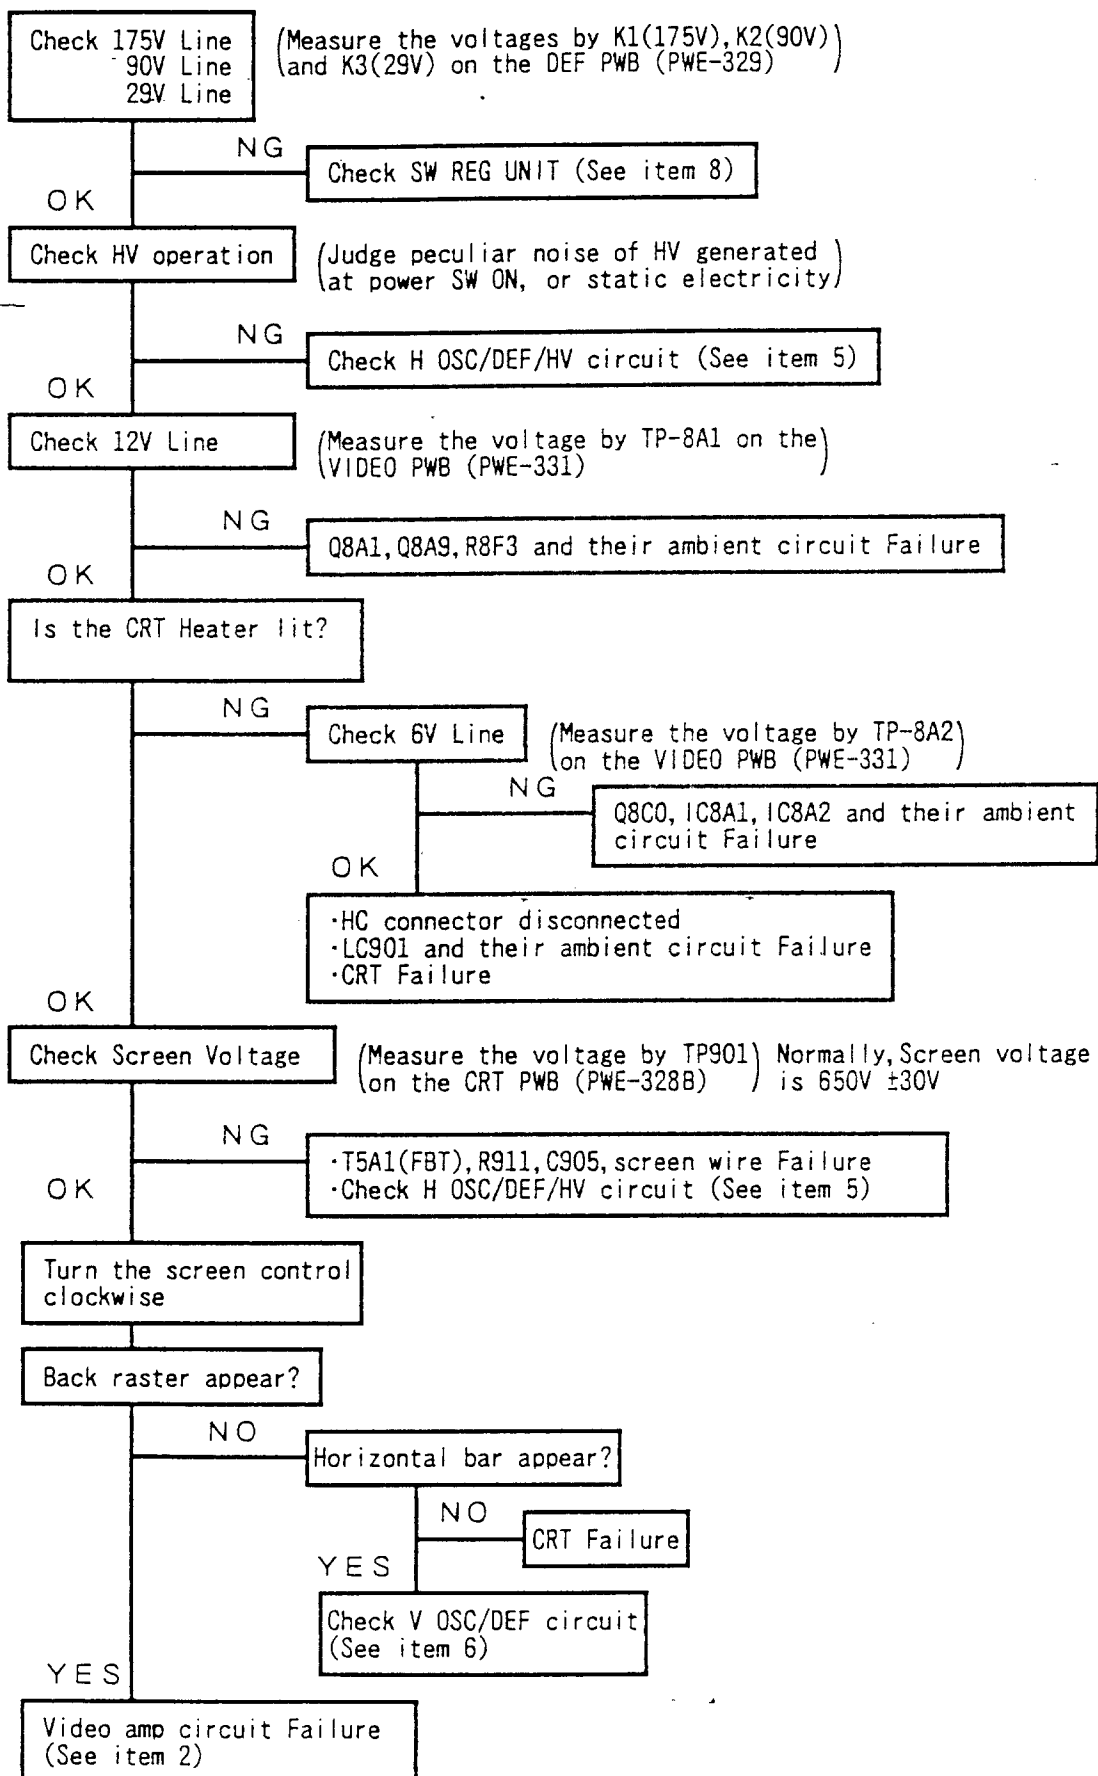 Check 175V Line
90V Line
29V Line
(Measure the voltages by K1(175V), K2(90V)
and K3(29V) on the DEF PWB (PWE-329))
NG
Check SW REG UNIT (See item 8)
OK
Check HV operation
(Judge peculiar noise of HV generated
at power SW ON, or static electricity)
NG
Check H OSC/DEF/HV circuit (See item 5)
OK
Check 12V Line
(Measure the voltage by TP-8A1 on the
VIDEO PWB (PWE-331))
NG
Q8A1, Q8A9, R8F3 and their ambient circuit Failure
OK
Is the CRT Heater lit?
NG
Check 6V Line
(Measure the voltage by TP-8A2
on the VIDEO PWB (PWE-331))
NG
Q8C0, IC8A1, IC8A2 and their ambient
circuit Failure
OK
·HC connector disconnected
·LC901 and their ambient circuit Failure
·CRT Failure
OK
Check Screen Voltage
(Measure the voltage by TP901
on the CRT PWB (PWE-328B))
Normally, Screen voltage
is 650V ±30V
NG
·T5A1(FBT), R911, C905, screen wire Failure
·Check H OSC/DEF/HV circuit (See item 5)
OK
Turn the screen control
clockwise
Back raster appear?
NO
Horizontal bar appear?
NO
CRT Failure
YES
Check V OSC/DEF circuit
(See item 6)
YES
Video amp circuit Failure
(See item 2)